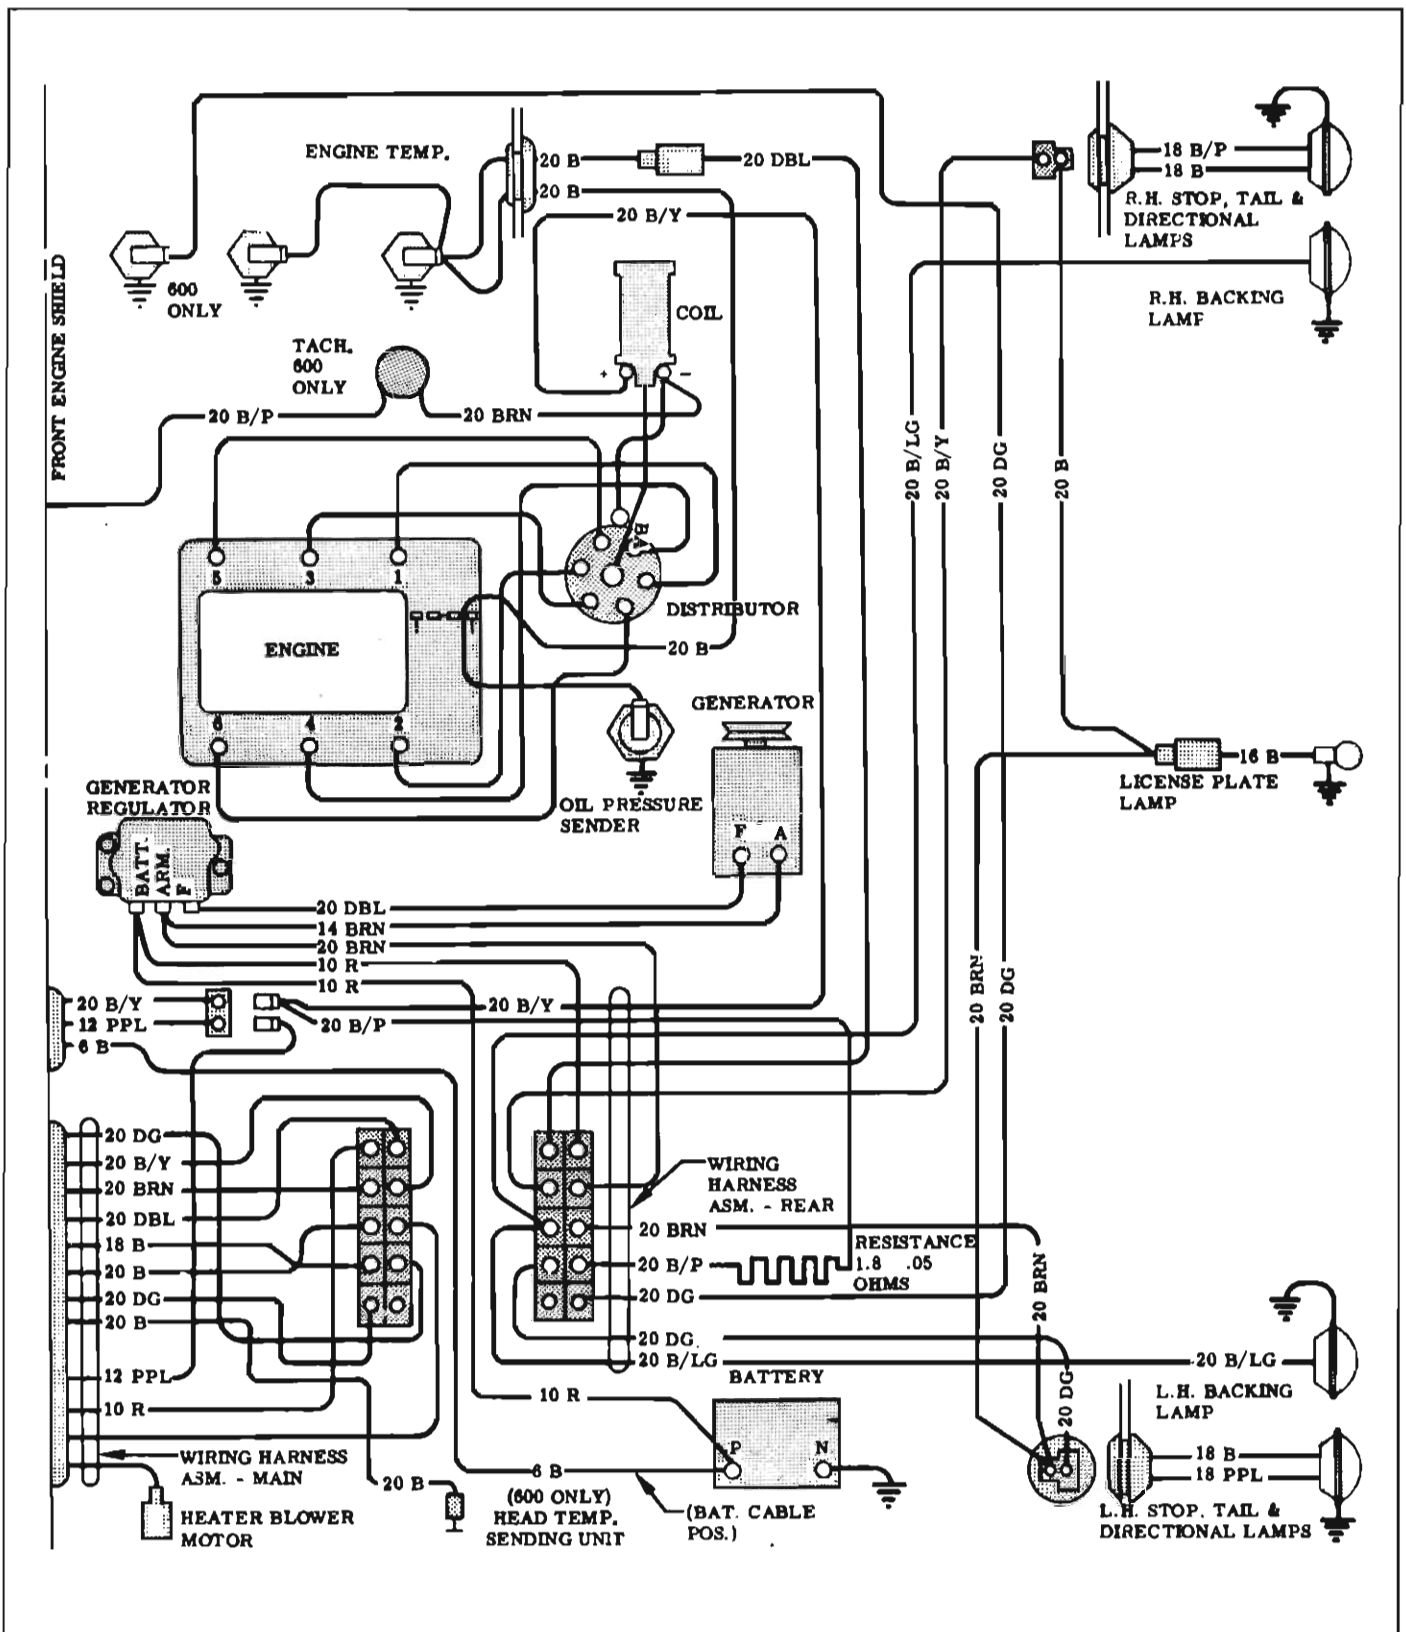 ENGINE TEMP.
20 B
20 DBL
20 B
20 B/Y
18 B/P
18 B
R.H. STOP, TAIL &
DIRECTIONAL
LAMPS
FRONT ENGINE SHIELD
600
ONLY
COIL
+
−
R.H. BACKING
LAMP
TACH.
600
ONLY
20 B/P
20 BRN
20 B/LG
20 B/Y
20 DG
20 B
5
3
1
ENGINE
6
4
2
DISTRIBUTOR
20 B
GENERATOR
F
A
OIL PRESSURE
SENDER
16 B
LICENSE PLATE
LAMP
GENERATOR
REGULATOR
BATT.
ARM.
F
20 DBL
14 BRN
20 BRN
10 R
10 R
20 BRN
20 DG
20 B/Y
12 PPL
6 B
20 B/Y
20 B/P
20 DG
20 B/Y
20 BRN
20 DBL
18 B
20 B
20 DG
20 B
12 PPL
10 R
WIRING
HARNESS
ASM. - REAR
20 BRN
20 B/P
RESISTANCE
1.8 .05
OHMS
20 DG
20 BRN
20 DG
20 B/LG
20 B/LG
BATTERY
10 R
P
N
20 DG
L.H. BACKING
LAMP
WIRING HARNESS
ASM. - MAIN
HEATER BLOWER
MOTOR
20 B
6 B
(600 ONLY)
HEAD TEMP.
SENDING UNIT
(BAT. CABLE
POS.)
18 B
18 PPL
L.H. STOP, TAIL &
DIRECTIONAL LAMPS